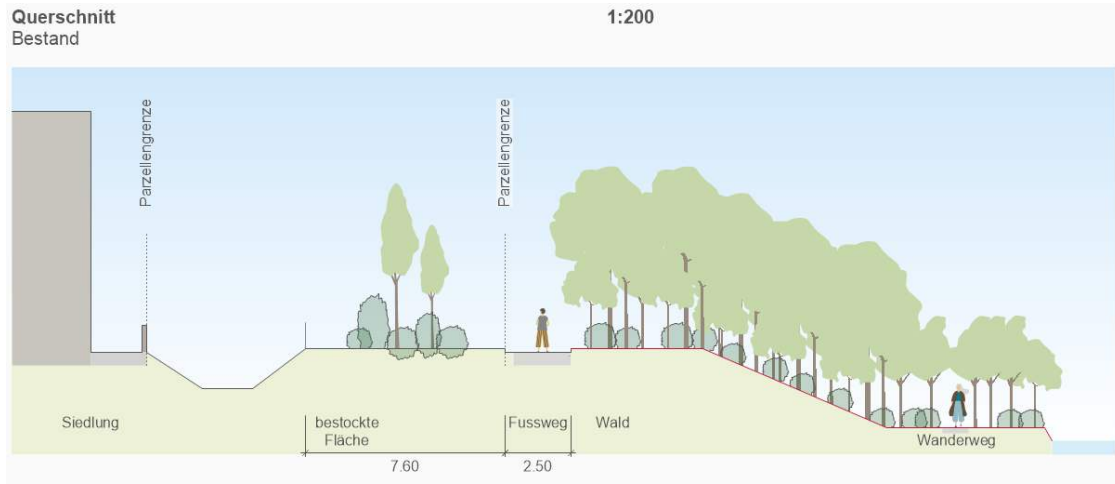 Querschnitt
1:200
Bestand
Parzellengrenze
Parzellengrenze
Siedlung
bestockte
Fläche
Fussweg
Wald
Wanderweg
7.60
2.50